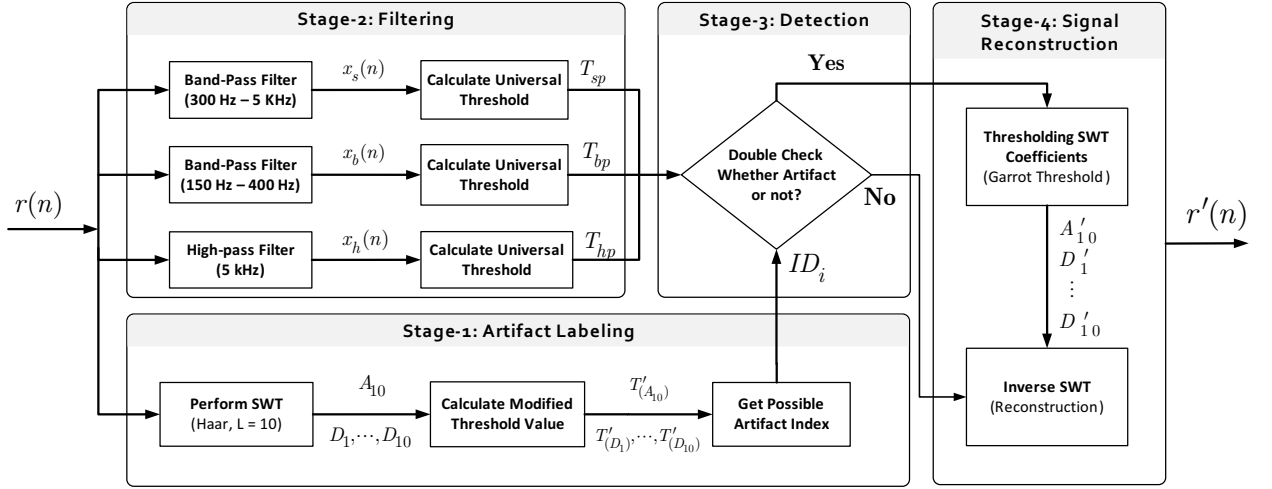 Stage-2: Filtering
Band-Pass Filter
(300 Hz – 5 KHz)
x_s(n)
Calculate Universal
Threshold
T_sp
Band-Pass Filter
(150 Hz – 400 Hz)
x_b(n)
Calculate Universal
Threshold
T_bp
r(n)
High-pass Filter
(5 kHz)
x_h(n)
Calculate Universal
Threshold
T_hp
Stage-3: Detection
Yes
Double Check
Whether Artifact
or not?
No
ID_i
Stage-4: Signal
Reconstruction
Thresholding SWT
Coefficients
(Garrot Threshold)
A′_10
D′_1
⋮
D′_10
Inverse SWT
(Reconstruction)
r′(n)
Stage-1: Artifact Labeling
Perform SWT
(Haar, L = 10)
A_10
D_1,⋯,D_10
Calculate Modified
Threshold Value
T′_(A_10)
T′_(D_1),⋯,T′_(D_10)
Get Possible
Artifact Index